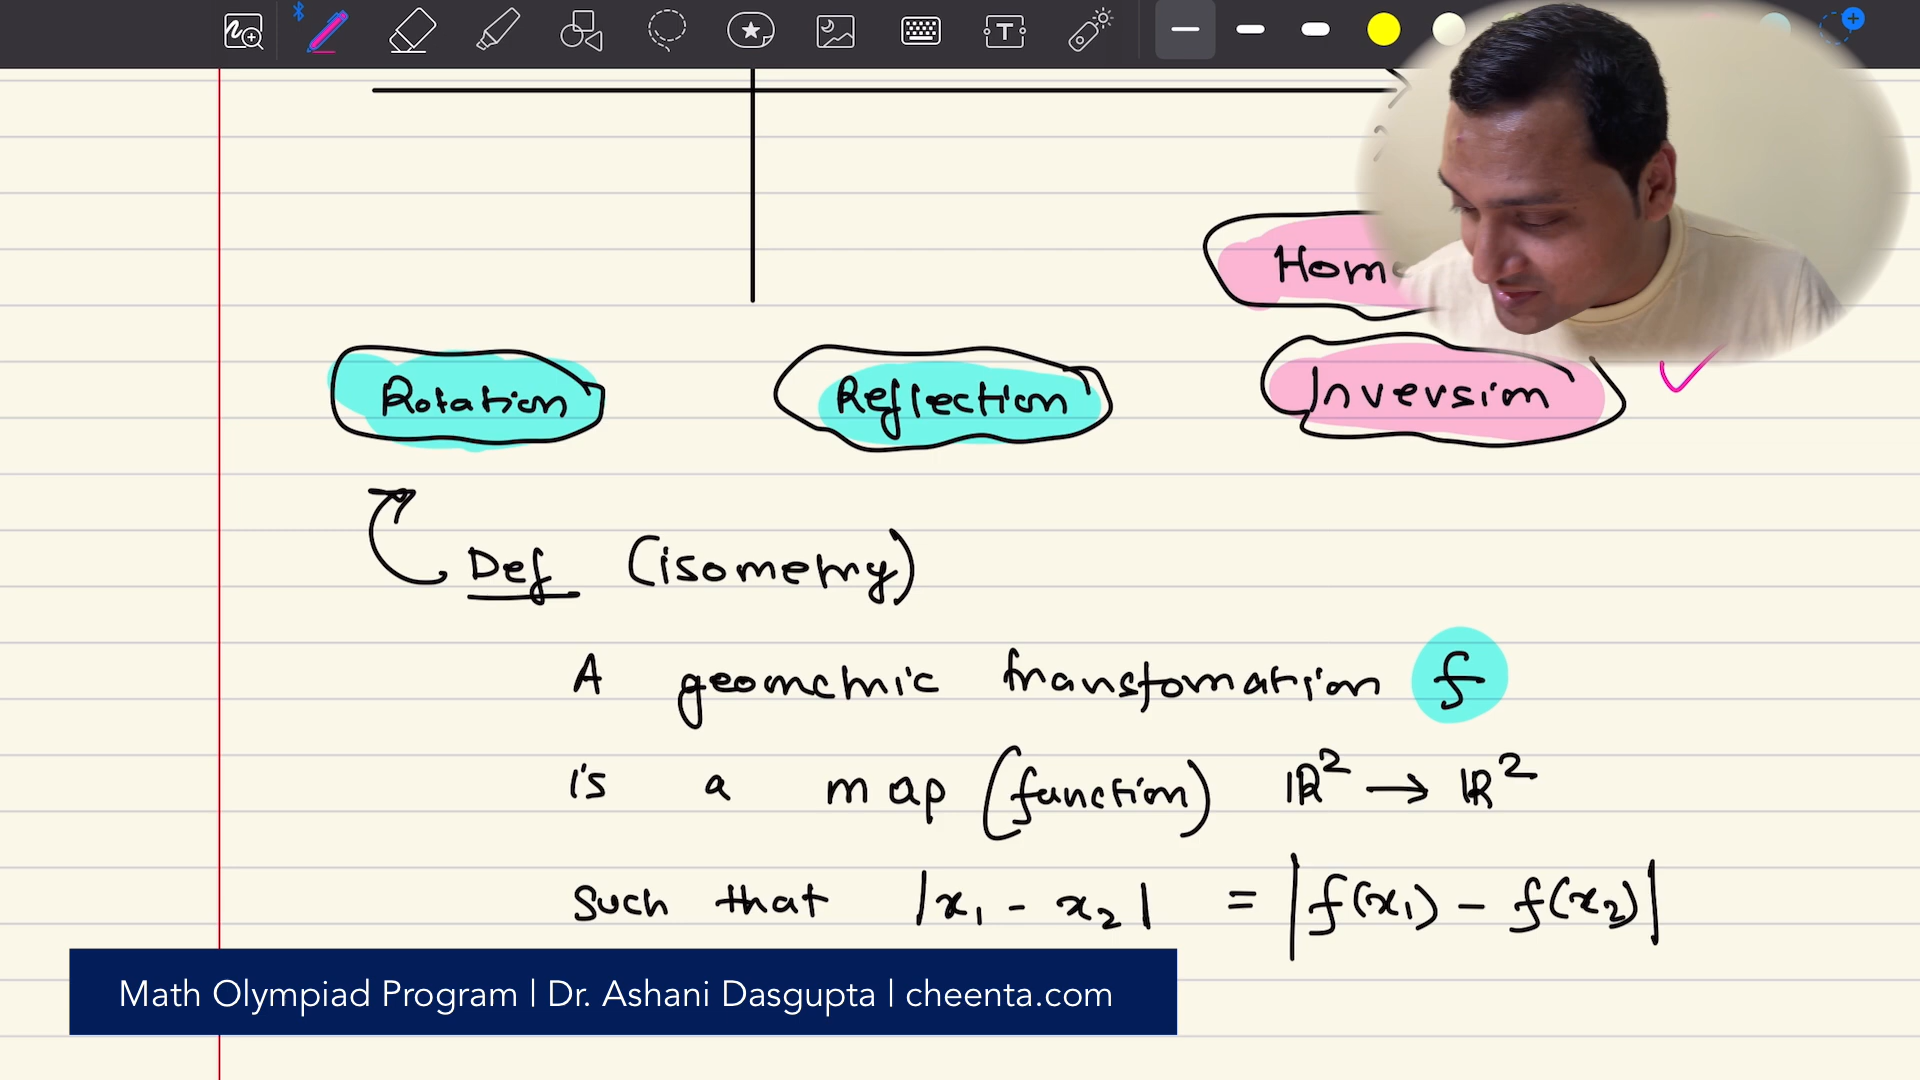 Hom
Rotation Reflection Inversion
Def (isometry)
A geometric transfomation f
is a map (function) ℝ² → ℝ²
Such that |x₁ - x₂| = |f(x₁) - f(x₂)|
Math Olympiad Program | Dr. Ashani Dasgupta | cheenta.com